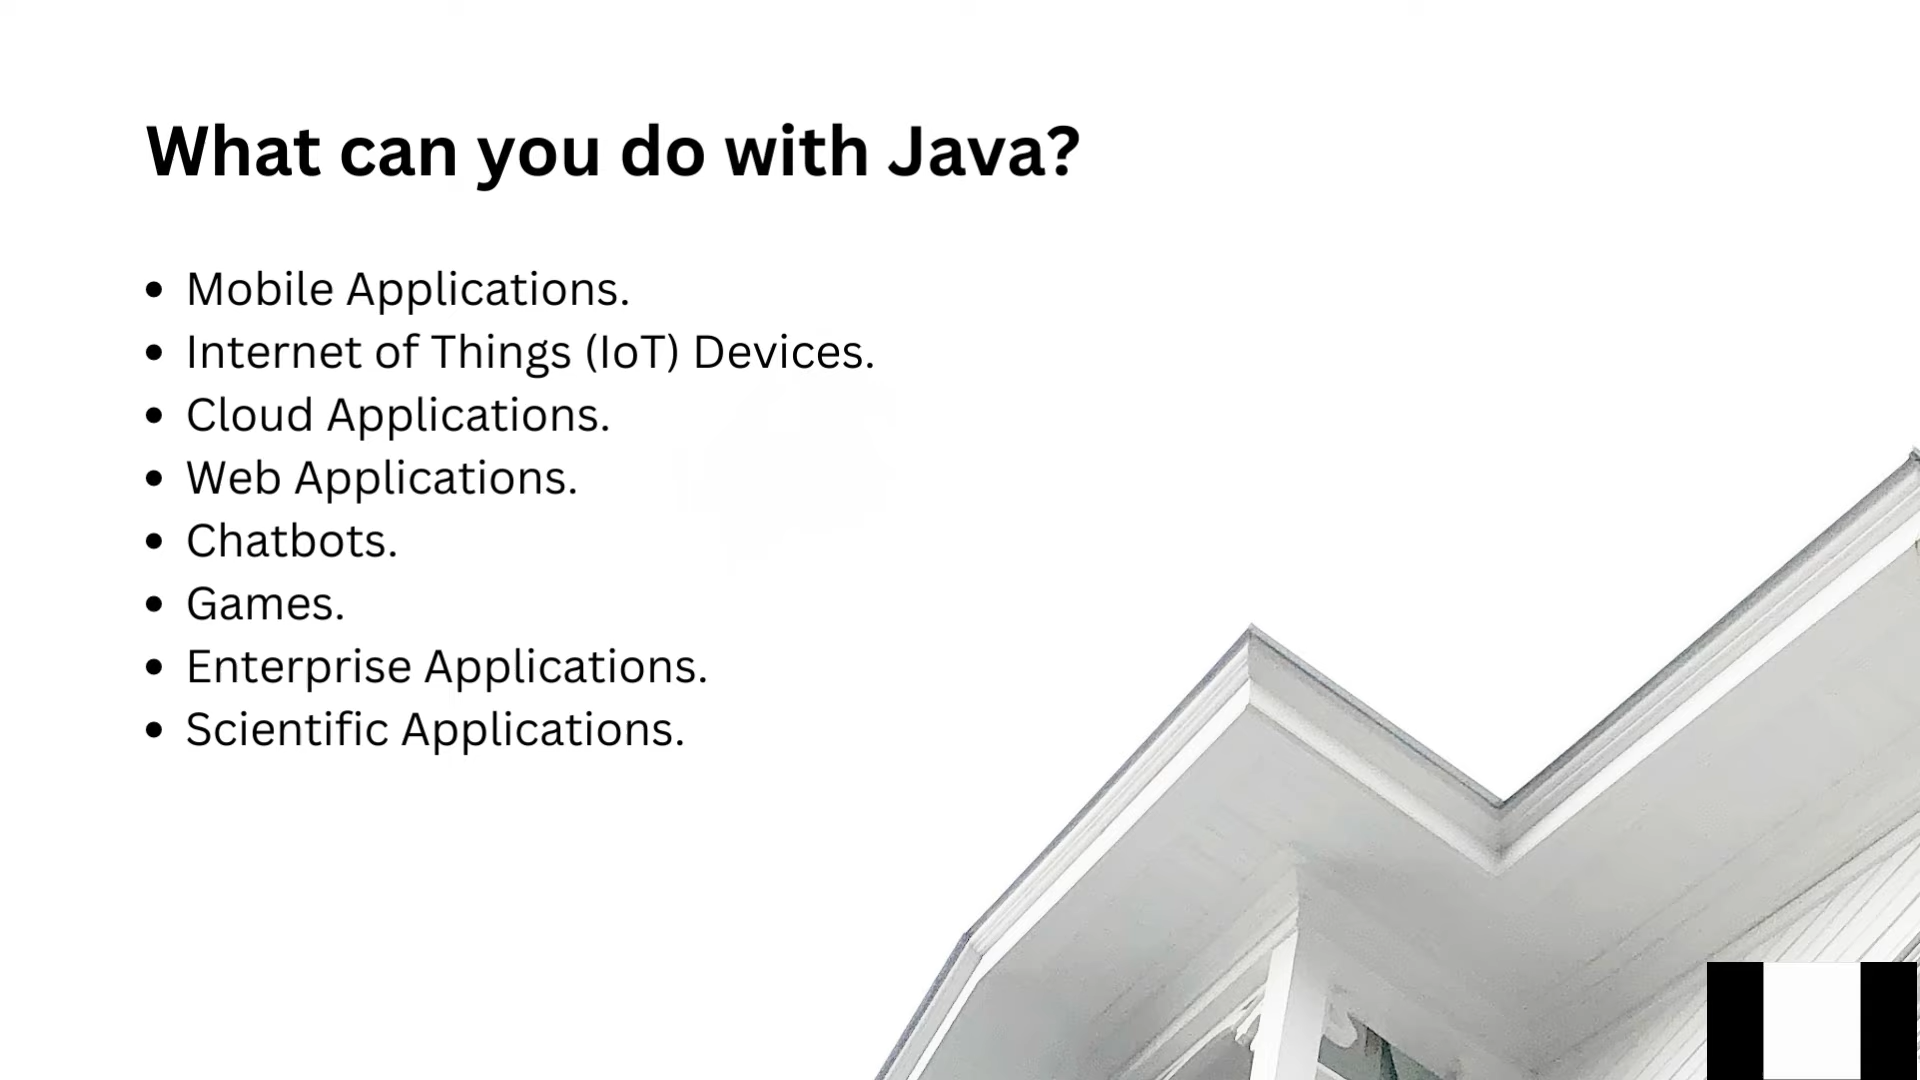 What can you do with Java?
• Mobile Applications.
• Internet of Things (IoT) Devices.
• Cloud Applications.
• Web Applications.
• Chatbots.
• Games.
• Enterprise Applications.
• Scientific Applications.